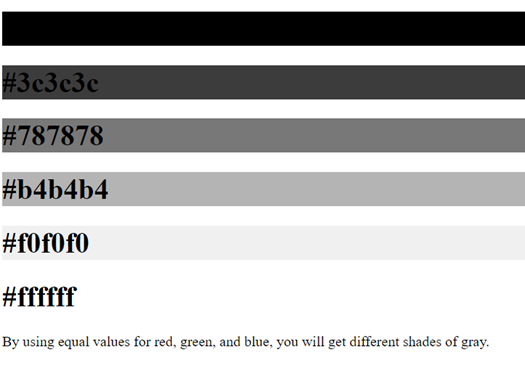 #3c3c3c
#787878
#b4b4b4
#f0f0f0
#ffffff
By using equal values for red, green, and blue, you will get different shades of gray.